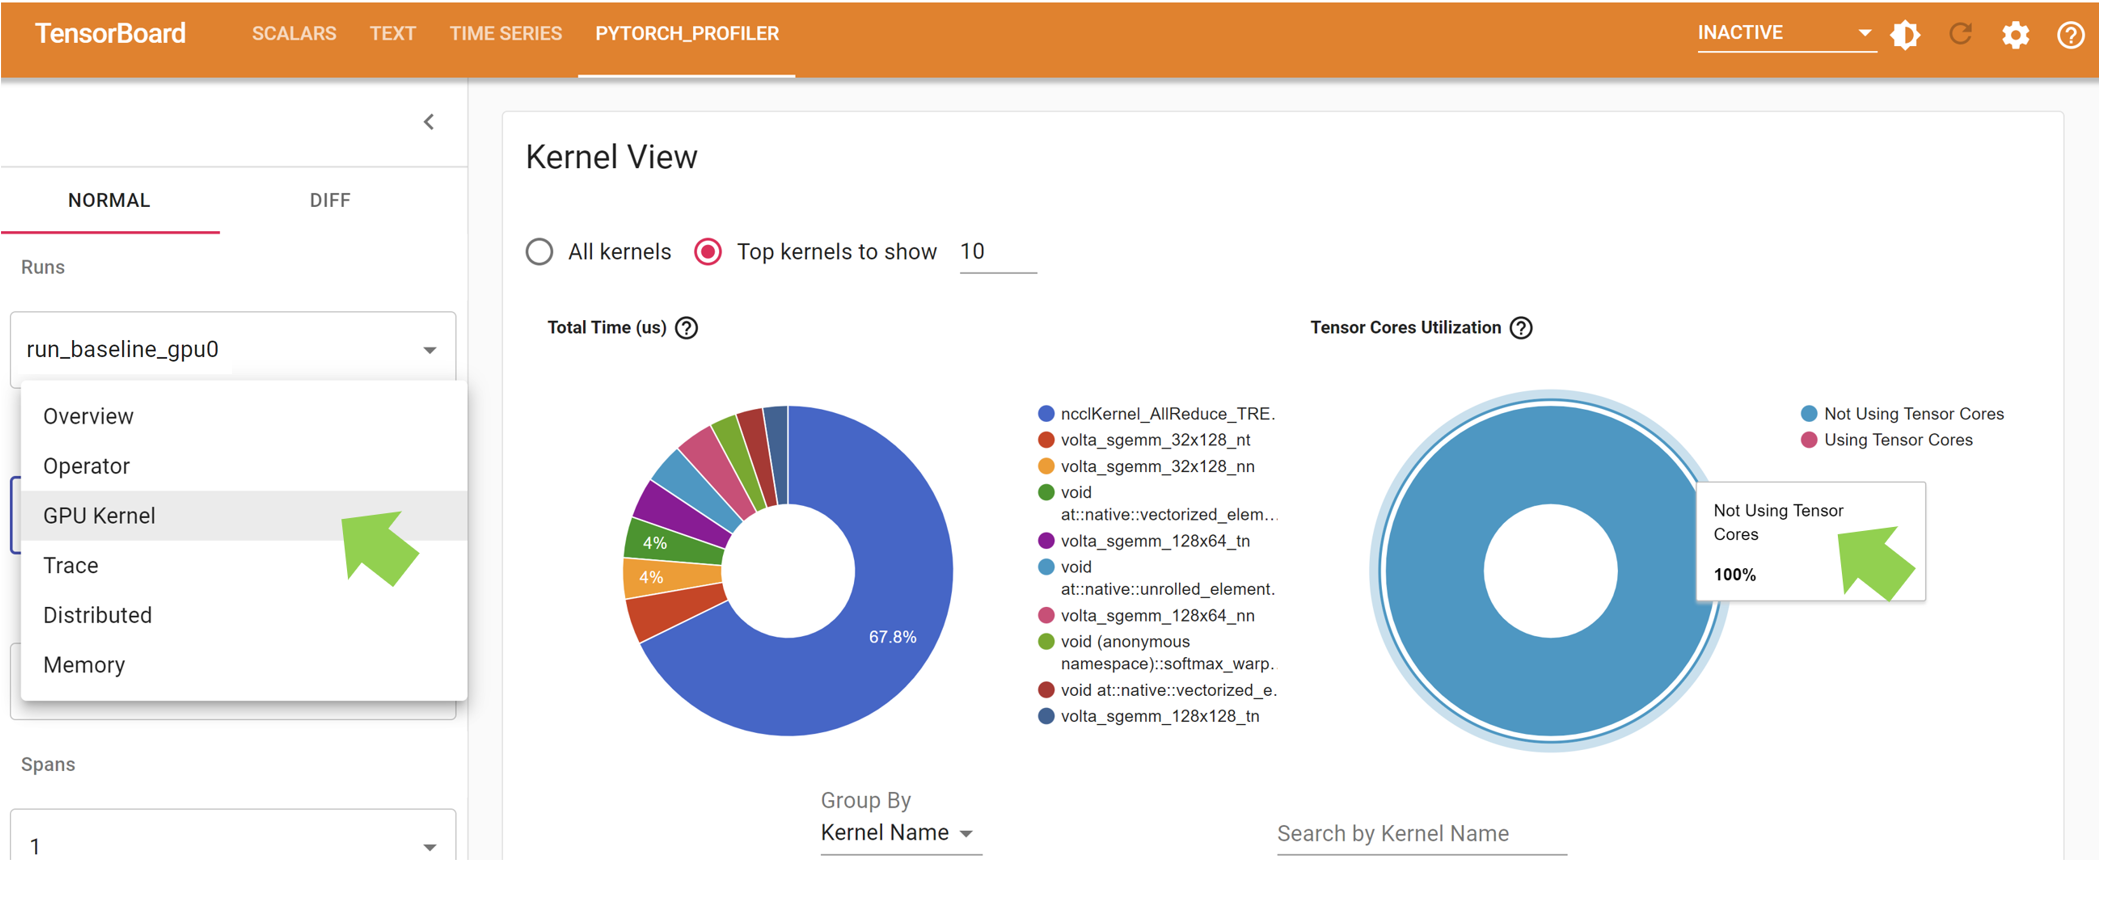 TensorBoard
SCALARS
TEXT
TIME SERIES
PYTORCH_PROFILER
INACTIVE
NORMAL
DIFF
Runs
run_baseline_gpu0
Overview
Operator
GPU Kernel
Trace
Distributed
Memory
Spans
1
Kernel View
All kernels
Top kernels to show
10
Total Time (us)
67.8%
4%
4%
ncclKernel_AllReduce_TRE.
volta_sgemm_32x128_nt
volta_sgemm_32x128_nn
void
at::native::vectorized_elem...
volta_sgemm_128x64_tn
void
at::native::unrolled_element.
volta_sgemm_128x64_nn
void (anonymous
namespace)::softmax_warp..
void at::native::vectorized_e.
volta_sgemm_128x128_tn
Tensor Cores Utilization
Not Using Tensor Cores
Using Tensor Cores
Not Using Tensor
Cores
100%
Group By
Kernel Name
Search by Kernel Name